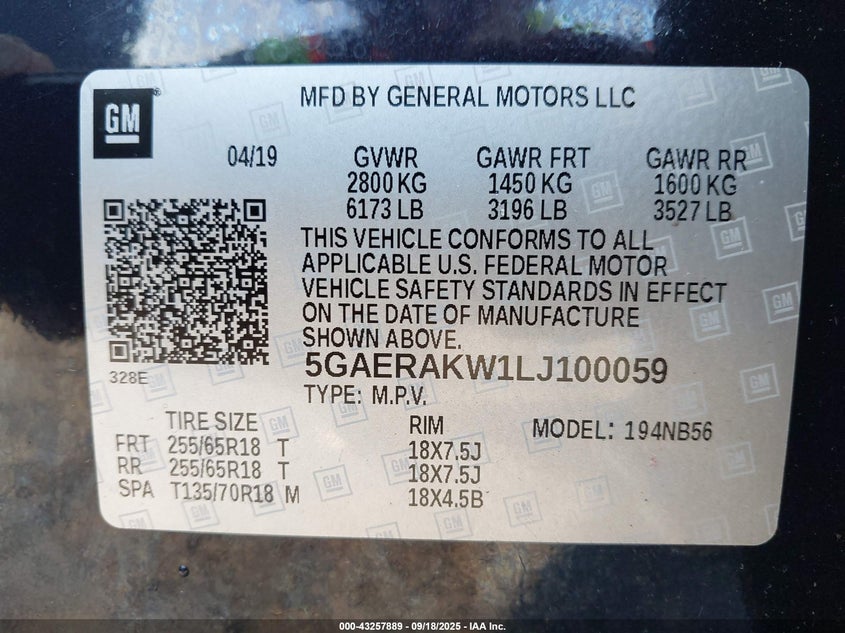 GM
MFD BY GENERAL MOTORS LLC
04/19 GVWR GAWR FRT GAWR RR
2800 KG 1450 KG 1600 KG
6173 LB 3196 LB 3527 LB
THIS VEHICLE CONFORMS TO ALL
APPLICABLE U.S. FEDERAL MOTOR
VEHICLE SAFETY STANDARDS IN EFFECT
ON THE DATE OF MANUFACTURE
SHOWN ABOVE.
5GAERAKW1LJ100059
328E
TYPE: M.P.V.
TIRE SIZE RIM MODEL: 194NB56
FRT 255/65R18 T 18X7.5J
RR 255/65R18 T 18X7.5J
SPA T135/70R18 M 18X4.5B
000-43257889 - 09/18/2025 - IAA Inc.